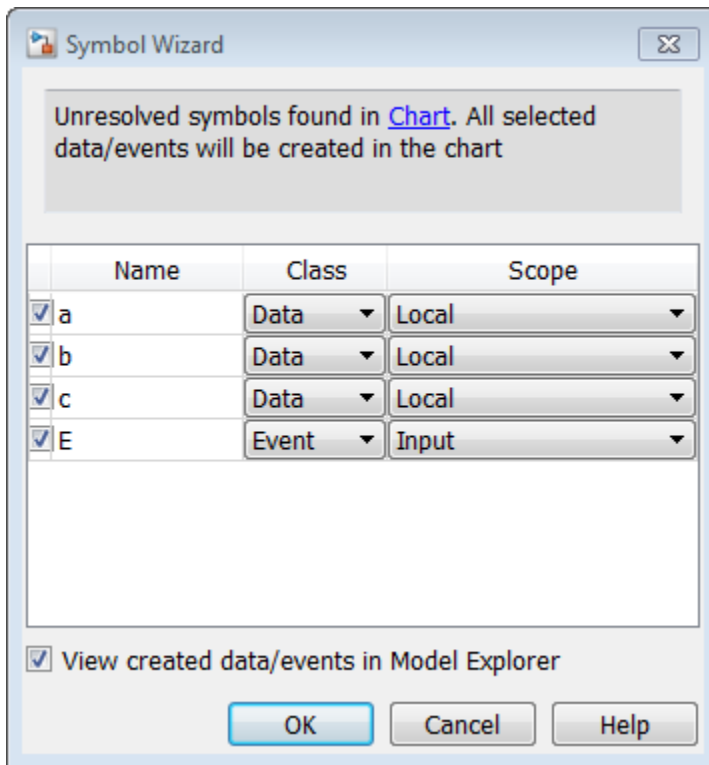 Symbol Wizard
Unresolved symbols found in Chart. All selected
data/events will be created in the chart
Name Class Scope
a Data Local
b Data Local
c Data Local
E Event Input
View created data/events in Model Explorer
OK Cancel Help